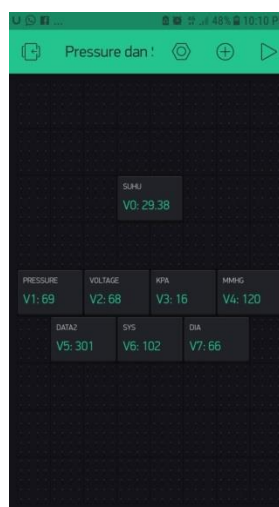 48% 10:10 P
Pressure dan S
SUHU
V0: 29.38
PRESSURE VOLTAGE KPA MMHG
V1: 69 V2: 68 V3: 16 V4: 120
DATA2 SYS DIA
V5: 301 V6: 102 V7: 66